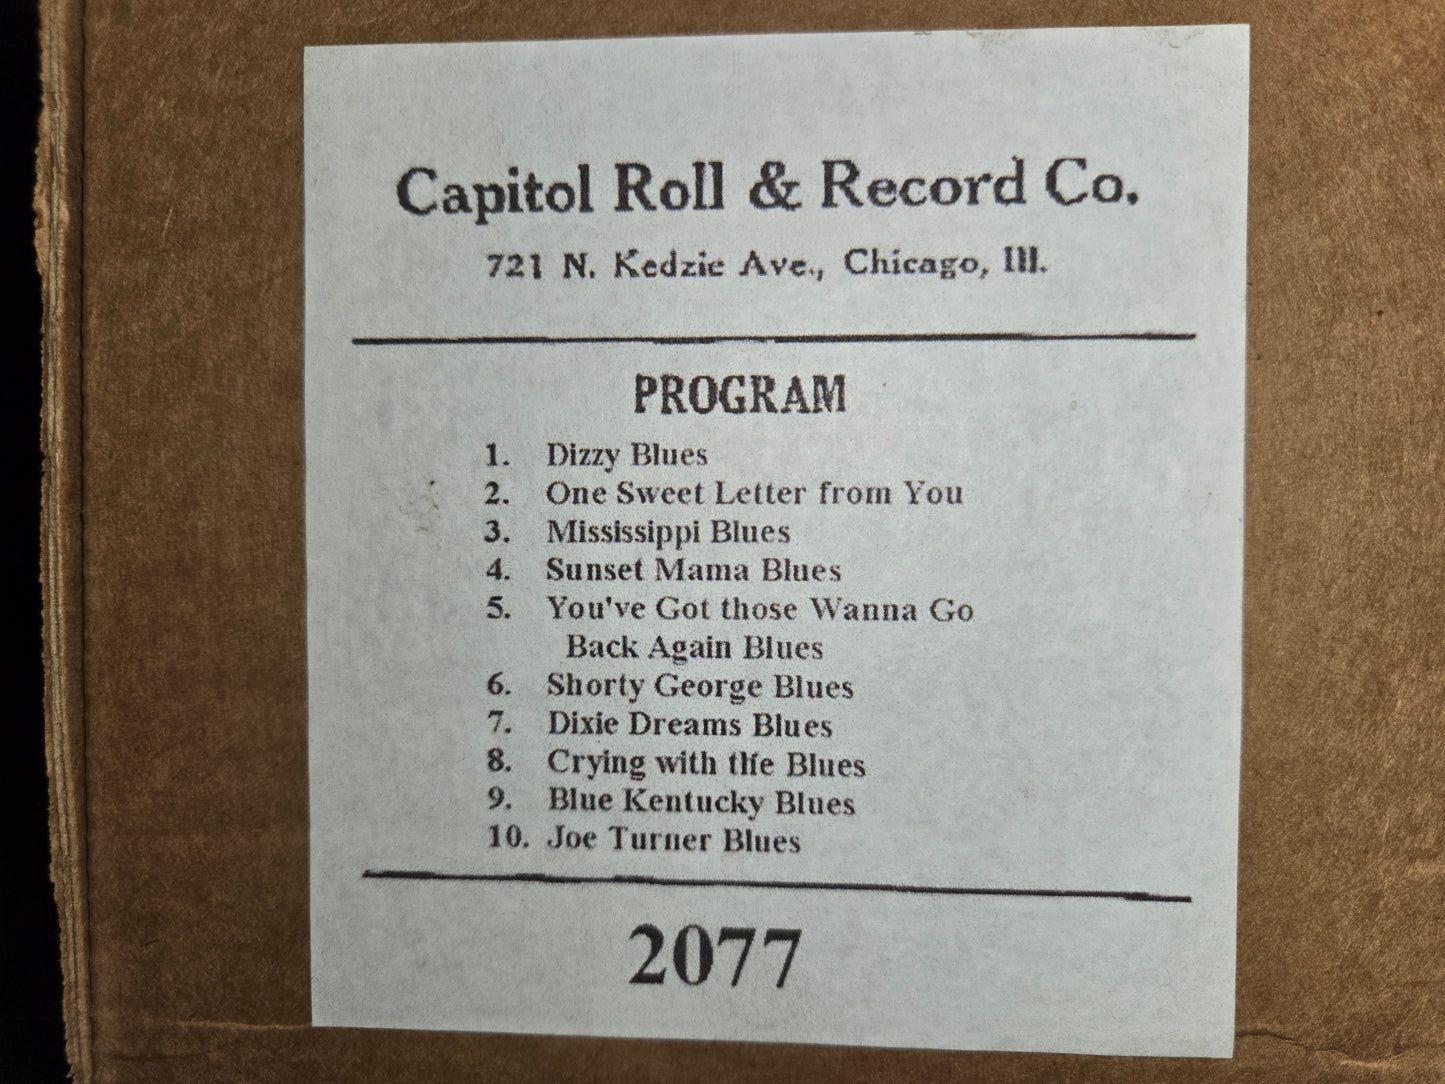 Capitol Roll & Record Co.
721 N. Kedzie Ave., Chicago, Ill.
PROGRAM
1. Dizzy Blues
2. One Sweet Letter from You
3. Mississippi Blues
4. Sunset Mama Blues
5. You've Got those Wanna Go
Back Again Blues
6. Shorty George Blues
7. Dixie Dreams Blues
8. Crying with the Blues
9. Blue Kentucky Blues
10. Joe Turner Blues
2077